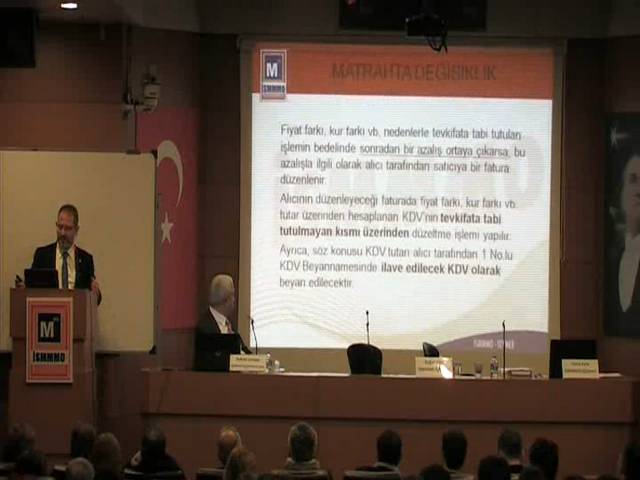 MATRAHTA DEĞİŞİKLİK
M
İSMMMO
Fiyat farkı, kur farkı vb. nedenlerle tevkifata tabi tutulan
işlemin bedelinde sonradan bir azalış ortaya çıkarsa, bu
azalışla ilgili olarak alıcı tarafından satıcıya bir fatura
düzenlenir.
Alıcının düzenleyeceği faturada fiyat farkı, kur farkı vb.
tutar üzerinden hesaplanan KDV'nin tevkifata tabi
tutulmayan kısmı üzerinden düzeltme işlemi yapılır.
Ayrıca, söz konusu KDV tutarı alıcı tarafından 1 No.lu
KDV Beyannamesinde ilave edilecek KDV olarak
beyan edilecektir.
M
İSMMMO